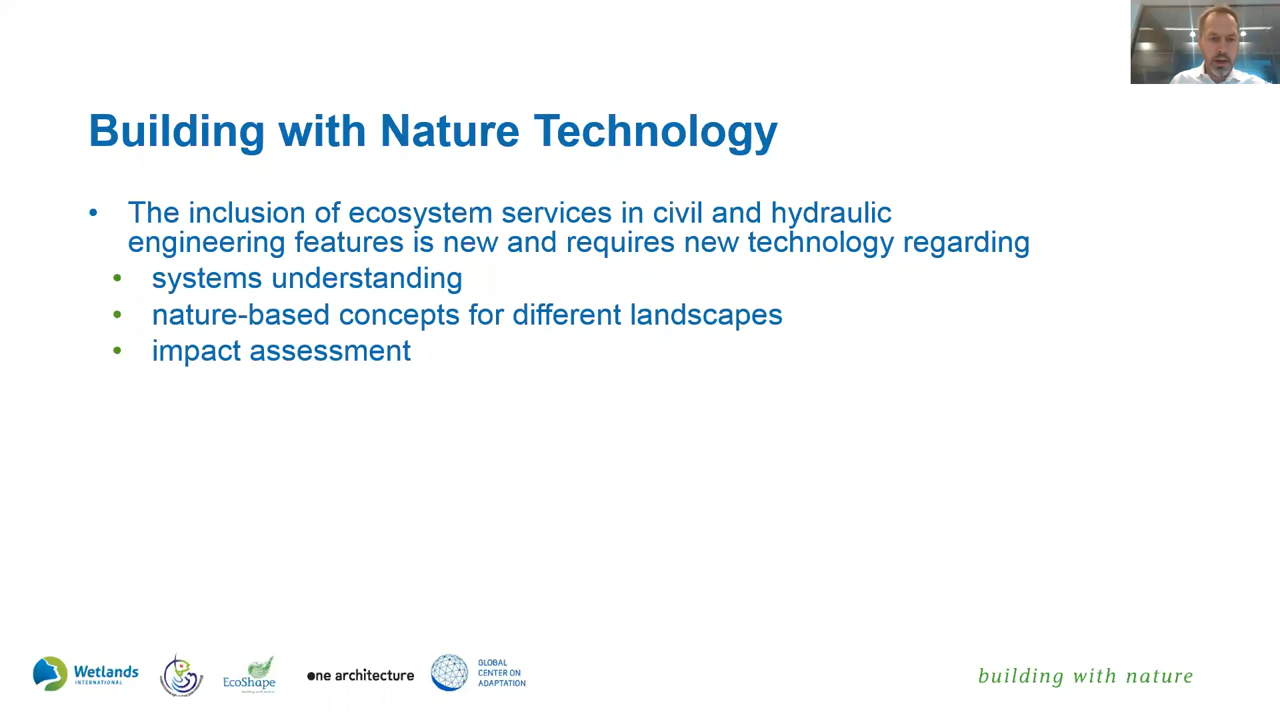 Building with Nature Technology
• The inclusion of ecosystem services in civil and hydraulic
engineering features is new and requires new technology regarding
• systems understanding
• nature-based concepts for different landscapes
• impact assessment
Wetlands
INTERNATIONAL
EcoShape
one architecture
GLOBAL
CENTER ON
ADAPTATION
building with nature